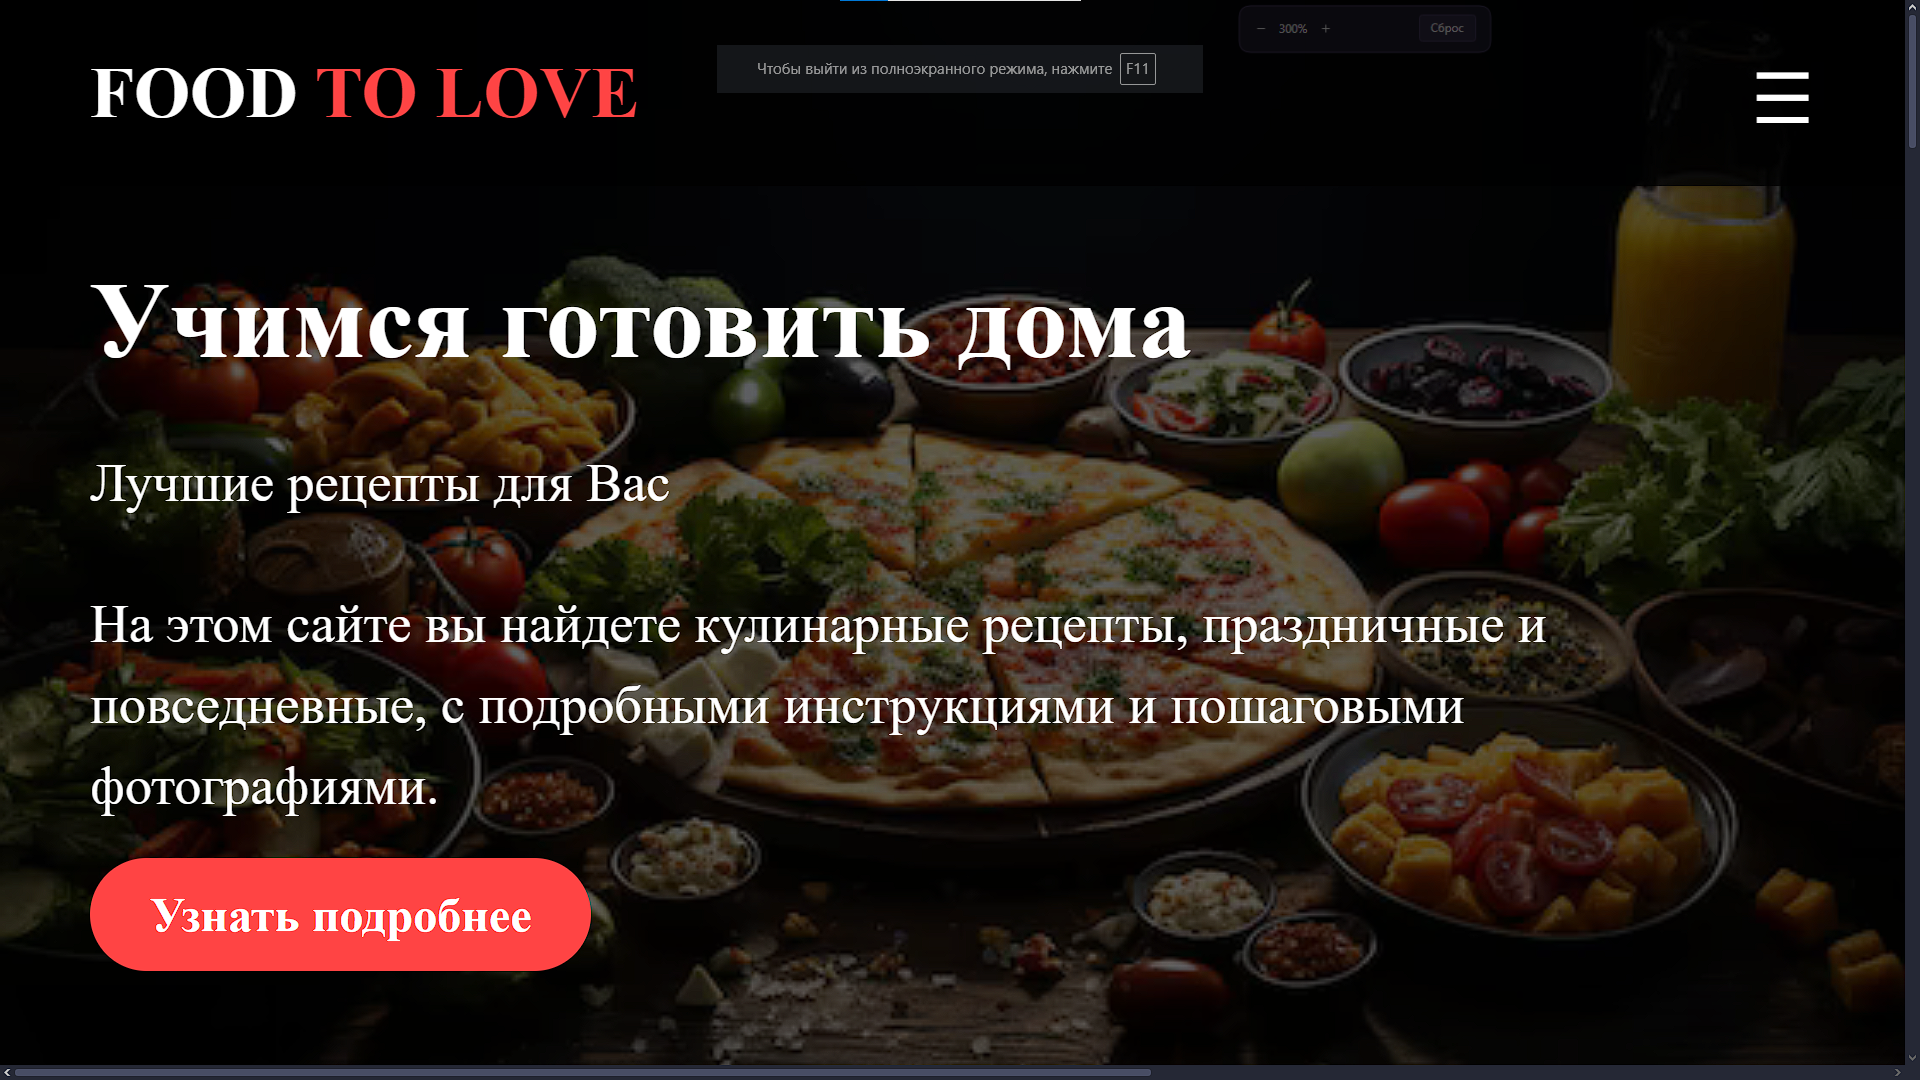 − 300% + Сброс
Чтобы выйти из полноэкранного режима, нажмите F11
FOOD TO LOVE
Учимся готовить дома
Лучшие рецепты для Вас
На этом сайте вы найдете кулинарные рецепты, праздничные и
повседневные, с подробными инструкциями и пошаговыми
фотографиями.
Узнать подробнее